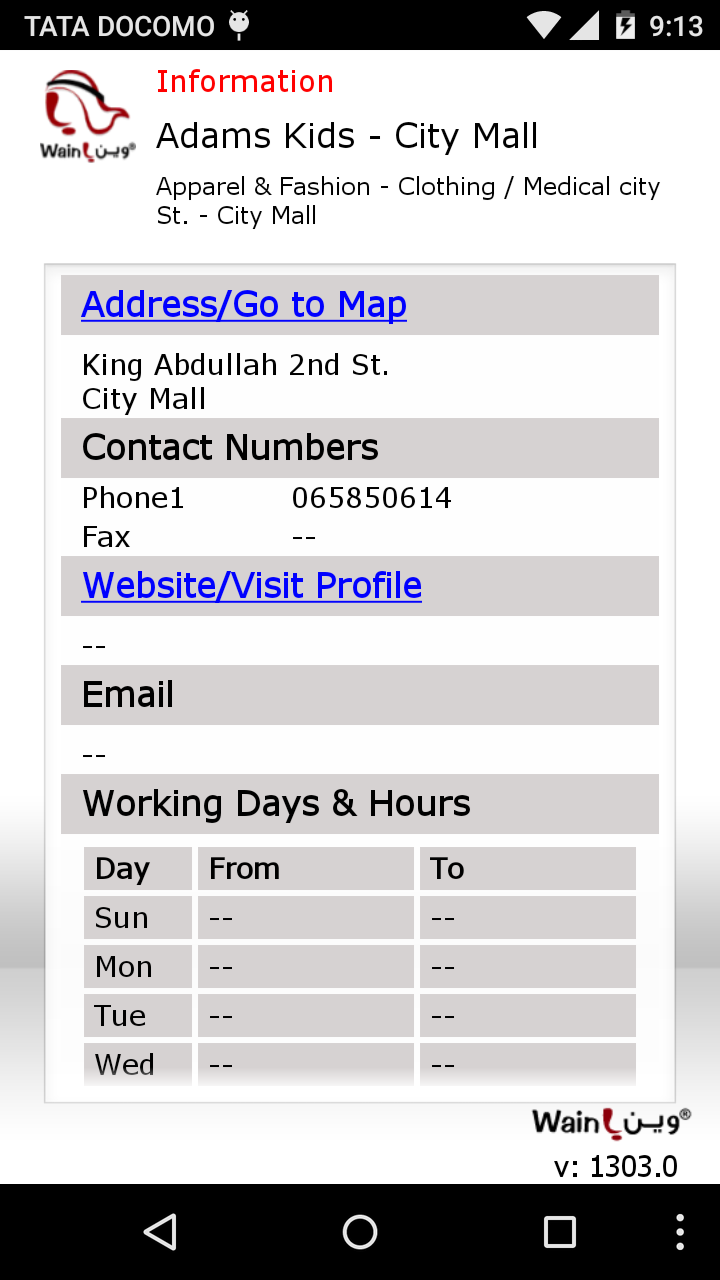 TATA DOCOMO 9:13
Information
Wain وين®
Adams Kids - City Mall
Apparel & Fashion - Clothing / Medical city
St. - City Mall
Address/Go to Map
King Abdullah 2nd St.
City Mall
Contact Numbers
Phone1 065850614
Fax --
Website/Visit Profile
--
Email
--
Working Days & Hours
Day From To
Sun -- --
Mon -- --
Tue -- --
Wed -- --
Wain وين®
v: 1303.0